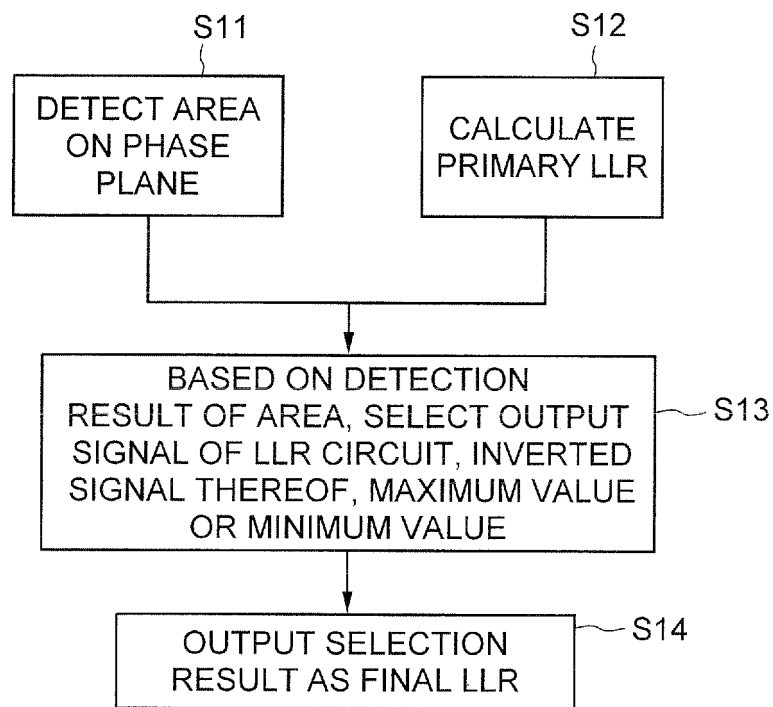 S11
S12
DETECT AREA
ON PHASE
PLANE
CALCULATE
PRIMARY LLR
BASED ON DETECTION
RESULT OF AREA, SELECT OUTPUT
SIGNAL OF LLR CIRCUIT, INVERTED
SIGNAL THEREOF, MAXIMUM VALUE
OR MINIMUM VALUE
S13
OUTPUT SELECTION
RESULT AS FINAL LLR
S14